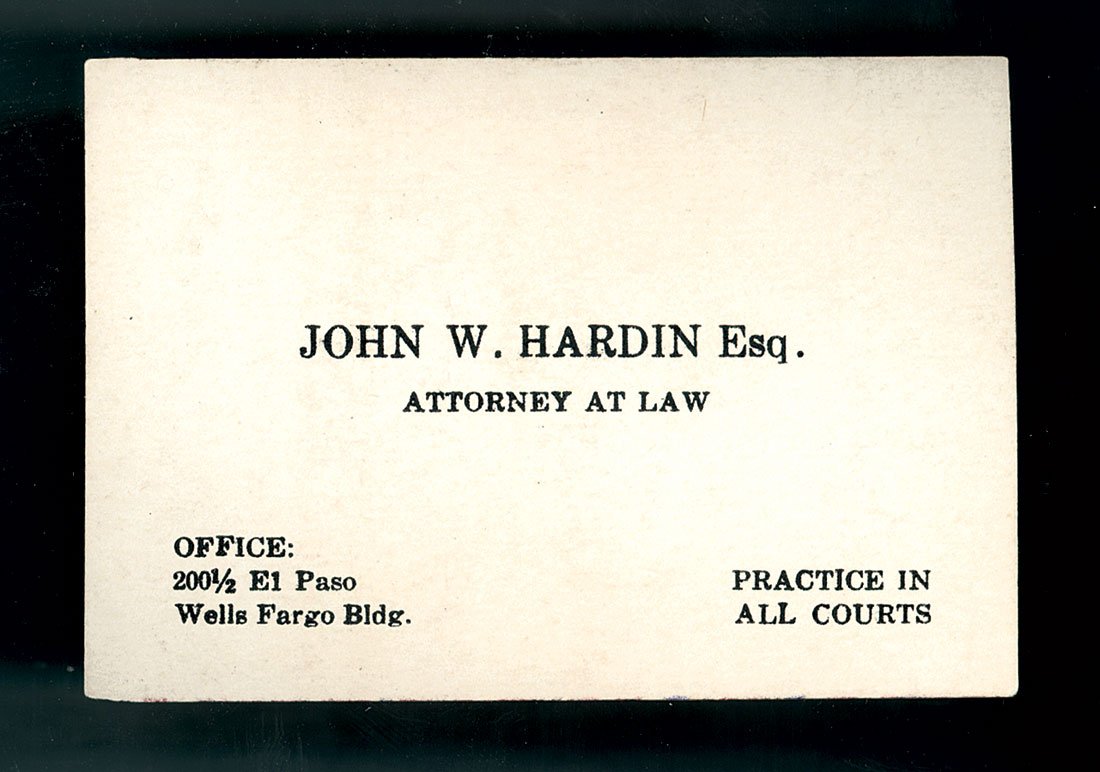 JOHN W. HARDIN Esq.
ATTORNEY AT LAW
OFFICE:
200½ El Paso
Wells Fargo Bldg.
PRACTICE IN
ALL COURTS